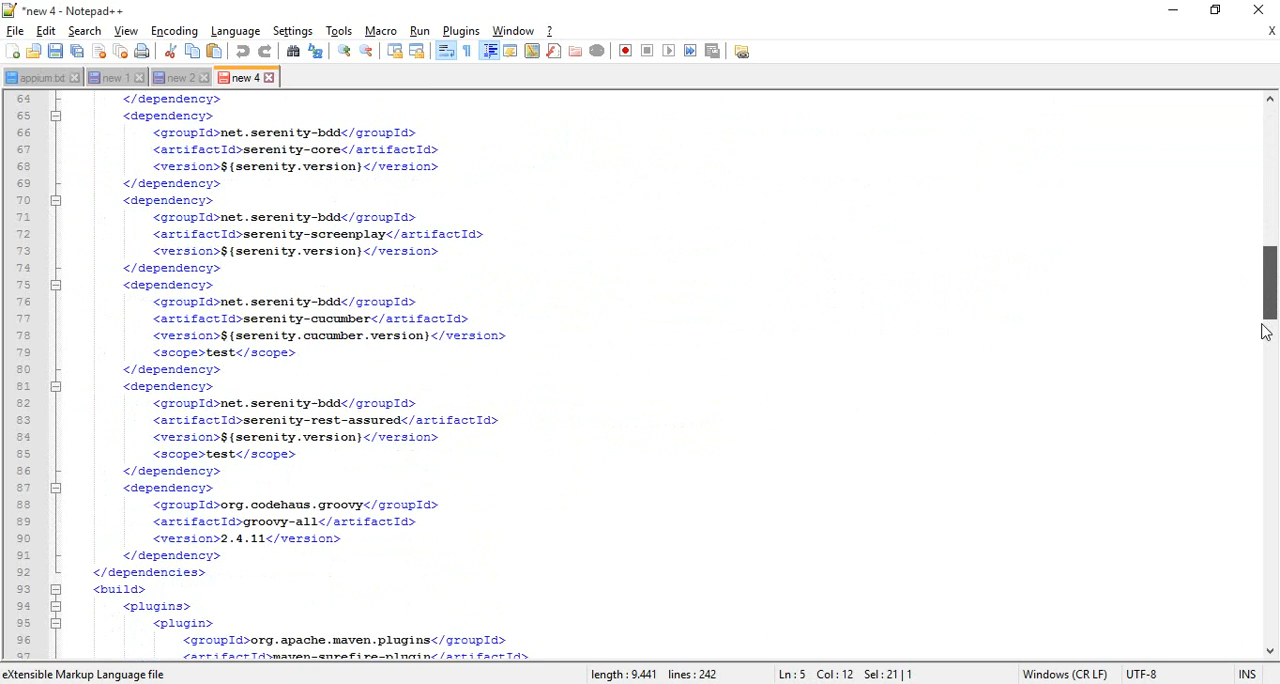 *new 4 - Notepad++
File Edit Search View Encoding Language Settings Tools Macro Run Plugins Window ? X
appium.txt new 1 new 2 new 4
64 </dependency>
65 <dependency>
66 <groupId>net.serenity-bdd</groupId>
67 <artifactId>serenity-core</artifactId>
68 <version>${serenity.version}</version>
69 </dependency>
70 <dependency>
71 <groupId>net.serenity-bdd</groupId>
72 <artifactId>serenity-screenplay</artifactId>
73 <version>${serenity.version}</version>
74 </dependency>
75 <dependency>
76 <groupId>net.serenity-bdd</groupId>
77 <artifactId>serenity-cucumber</artifactId>
78 <version>${serenity.cucumber.version}</version>
79 <scope>test</scope>
80 </dependency>
81 <dependency>
82 <groupId>net.serenity-bdd</groupId>
83 <artifactId>serenity-rest-assured</artifactId>
84 <version>${serenity.version}</version>
85 <scope>test</scope>
86 </dependency>
87 <dependency>
88 <groupId>org.codehaus.groovy</groupId>
89 <artifactId>groovy-all</artifactId>
90 <version>2.4.11</version>
91 </dependency>
92 </dependencies>
93 <build>
94 <plugins>
95 <plugin>
96 <groupId>org.apache.maven.plugins</groupId>
97 <artifactId>maven-surefire-plugin</artifactId>
eXtensible Markup Language file length : 9.441 lines : 242 Ln : 5 Col : 12 Sel : 21 | 1 Windows (CR LF) UTF-8 INS